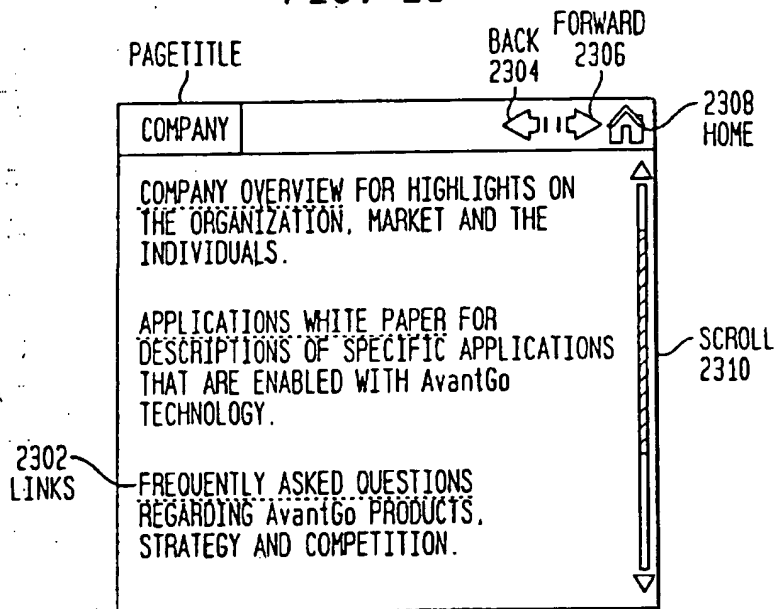 PAGETITLE
BACK
2304
FORWARD
2306
2308
HOME
COMPANY
COMPANY OVERVIEW FOR HIGHLIGHTS ON
THE ORGANIZATION, MARKET AND THE
INDIVIDUALS.
APPLICATIONS WHITE PAPER FOR
DESCRIPTIONS OF SPECIFIC APPLICATIONS
THAT ARE ENABLED WITH AvantGo
TECHNOLOGY.
SCROLL
2310
2302
LINKS
FREQUENTLY ASKED QUESTIONS
REGARDING AvantGo PRODUCTS,
STRATEGY AND COMPETITION.